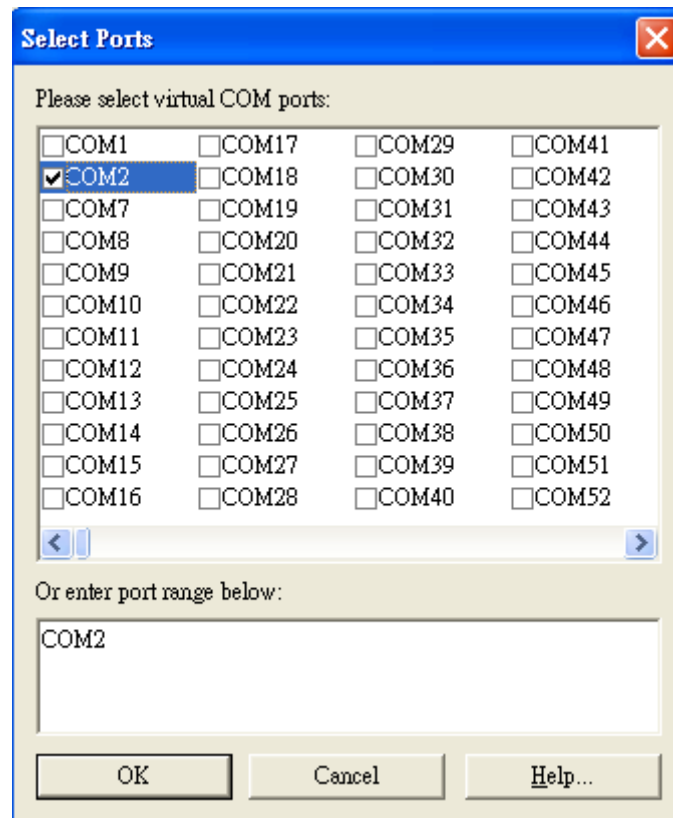 Select Ports
Please select virtual COM ports:
COM1 COM17 COM29 COM41
COM2 COM18 COM30 COM42
COM7 COM19 COM31 COM43
COM8 COM20 COM32 COM44
COM9 COM21 COM33 COM45
COM10 COM22 COM34 COM46
COM11 COM23 COM35 COM47
COM12 COM24 COM36 COM48
COM13 COM25 COM37 COM49
COM14 COM26 COM38 COM50
COM15 COM27 COM39 COM51
COM16 COM28 COM40 COM52
Or enter port range below:
COM2
OK Cancel Help...